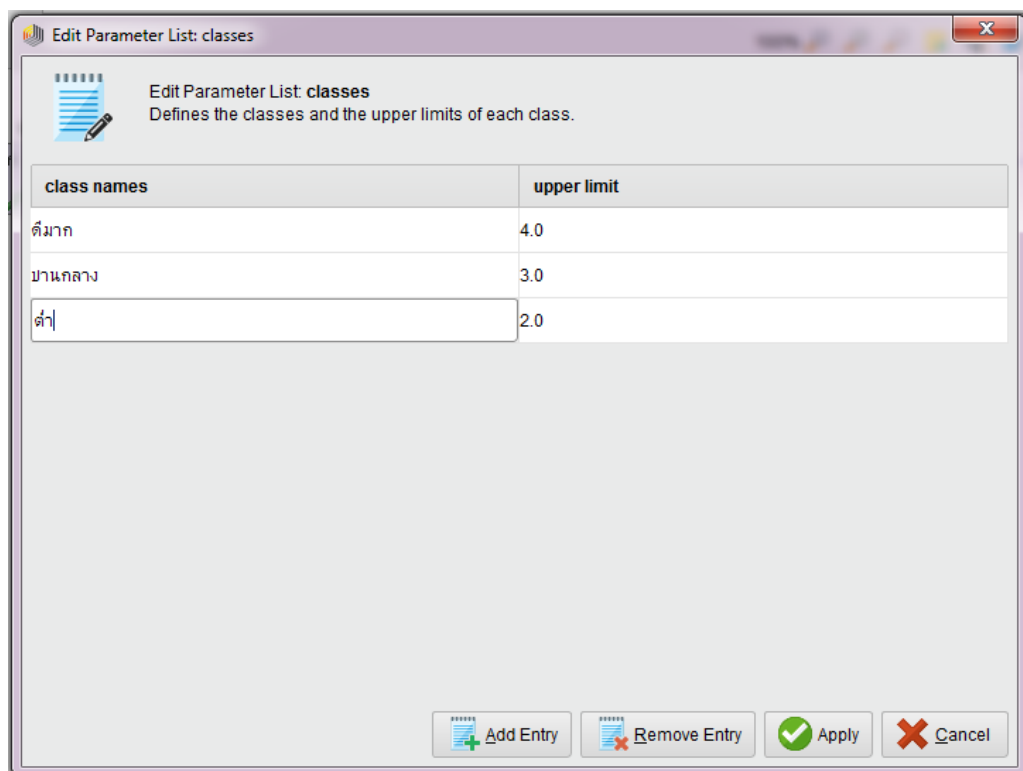 Edit Parameter List: classes
Edit Parameter List: classes
Defines the classes and the upper limits of each class.
class names upper limit
ดีมาก 4.0
ปานกลาง 3.0
ต่ำ 2.0
Add Entry Remove Entry Apply Cancel